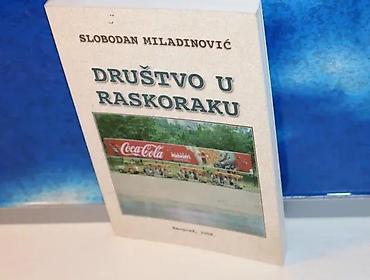 SLOBODAN MILADINOVIĆ
DRUŠTVO U
RASKORAKU
Coca-Cola